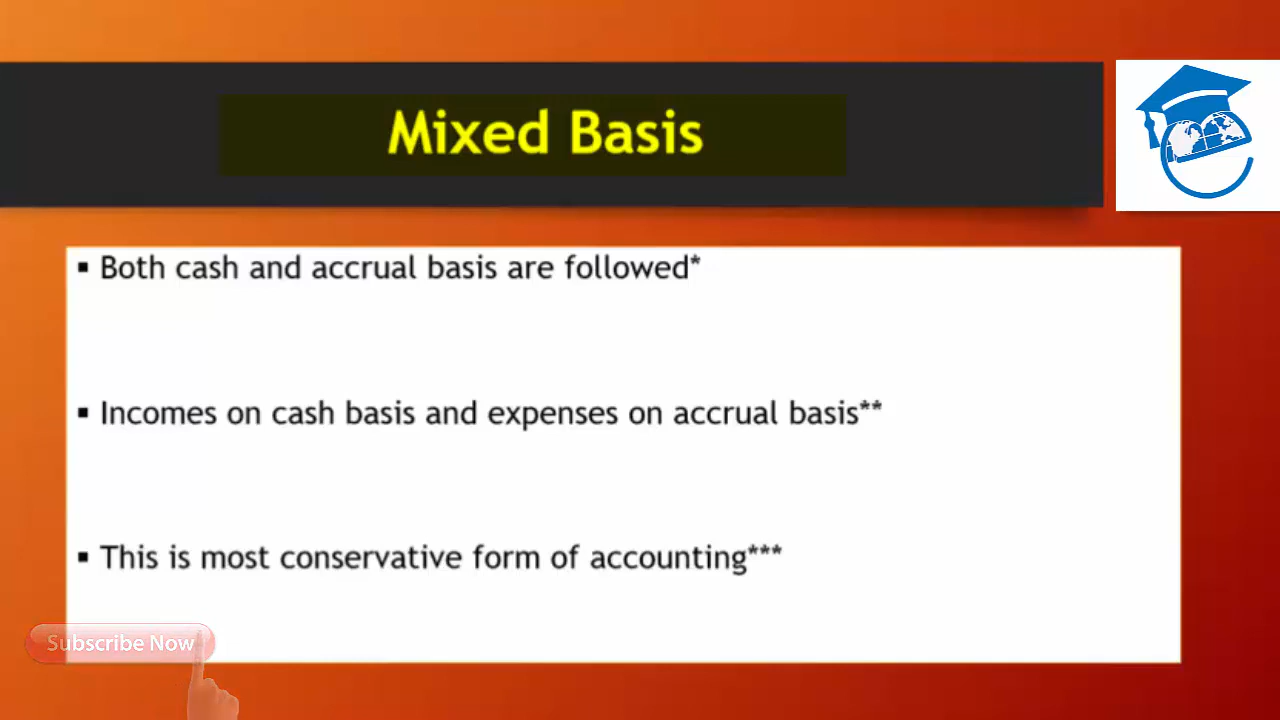 Mixed Basis
▪ Both cash and accrual basis are followed*
▪ Incomes on cash basis and expenses on accrual basis**
▪ This is most conservative form of accounting***
Subscribe Now